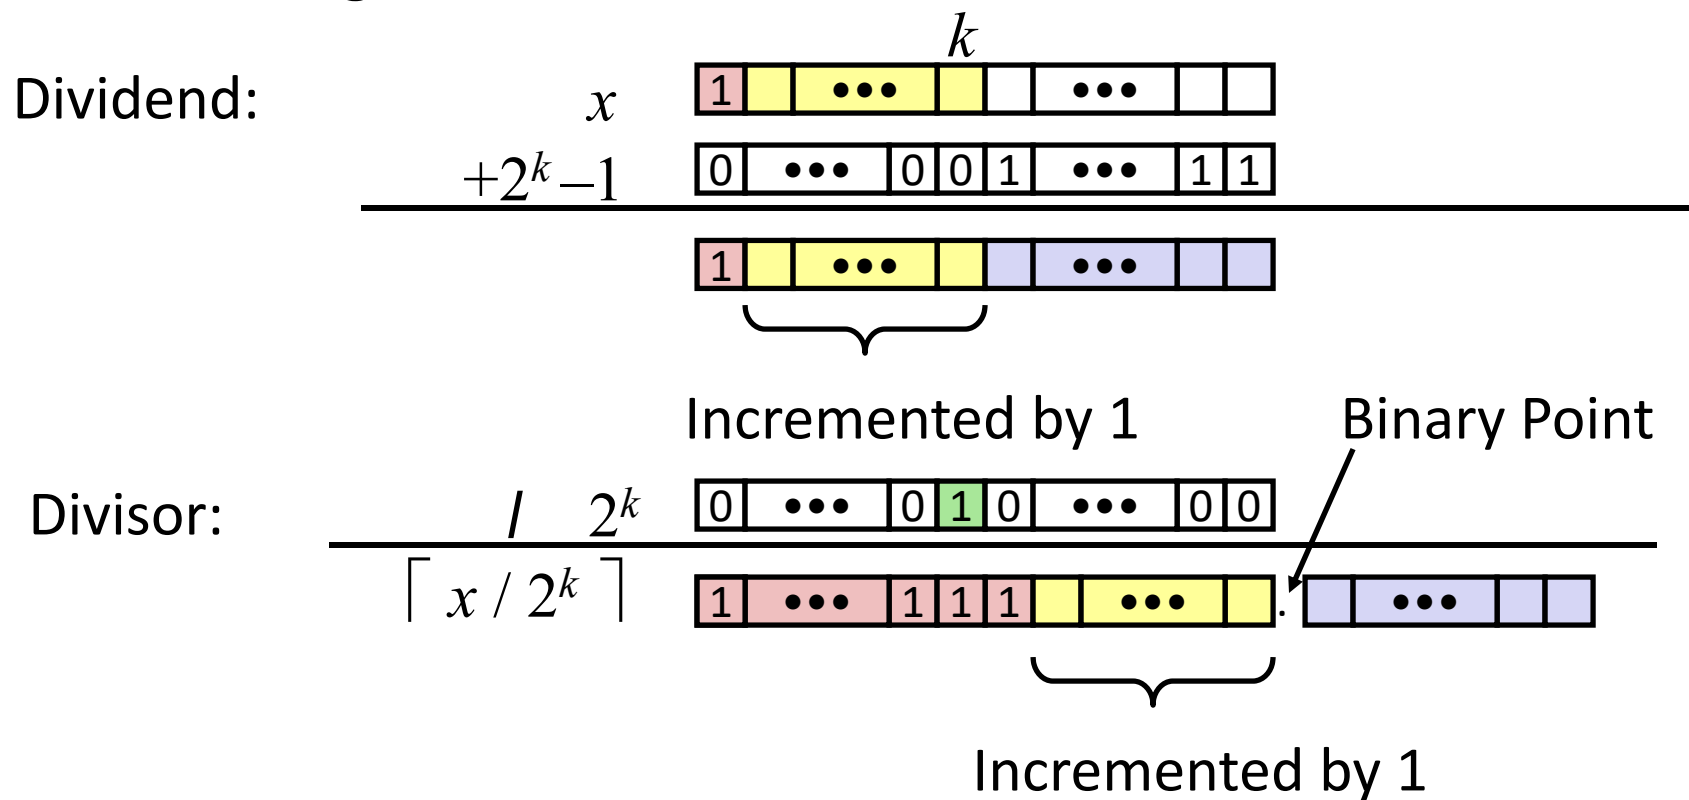 k
Dividend: x 1 ••• •••
+2^k –1 0 ••• 0 0 1 ••• 1 1
1 ••• •••
Incremented by 1 Binary Point
Divisor: / 2^k 0 ••• 0 1 0 ••• 0 0
⌈ x / 2^k ⌉ 1 ••• 1 1 1 ••• . •••
Incremented by 1